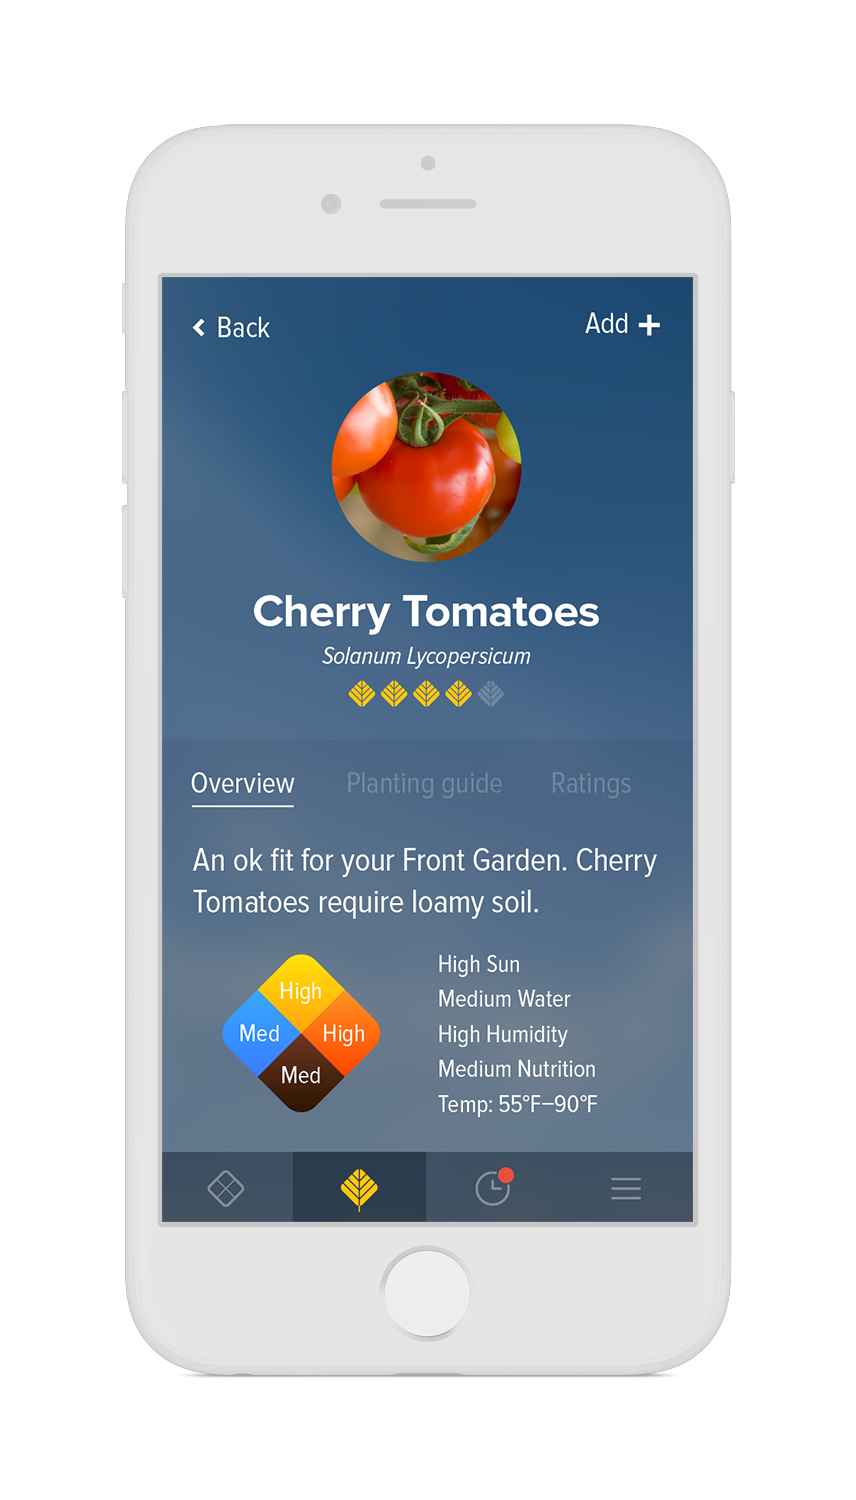 Back
Add
Cherry Tomatoes
Solanum Lycopersicum
Overview Planting guide Ratings
An ok fit for your Front Garden. Cherry
Tomatoes require loamy soil.
High
Med High
Med
High Sun
Medium Water
High Humidity
Medium Nutrition
Temp: 55°F–90°F